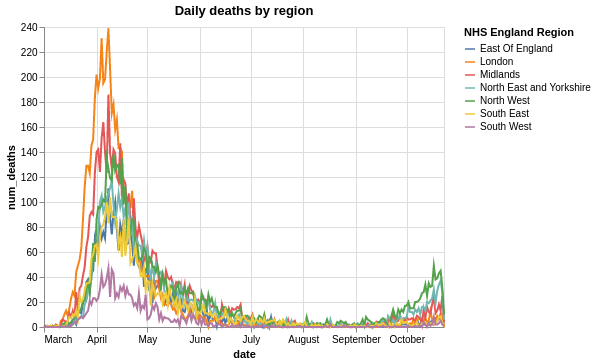 Daily deaths by region
NHS England Region
East Of England
London
Midlands
North East and Yorkshire
North West
South East
South West
num_deaths
240
220
200
180
160
140
120
100
80
60
40
20
0
March April May June July August September October
date